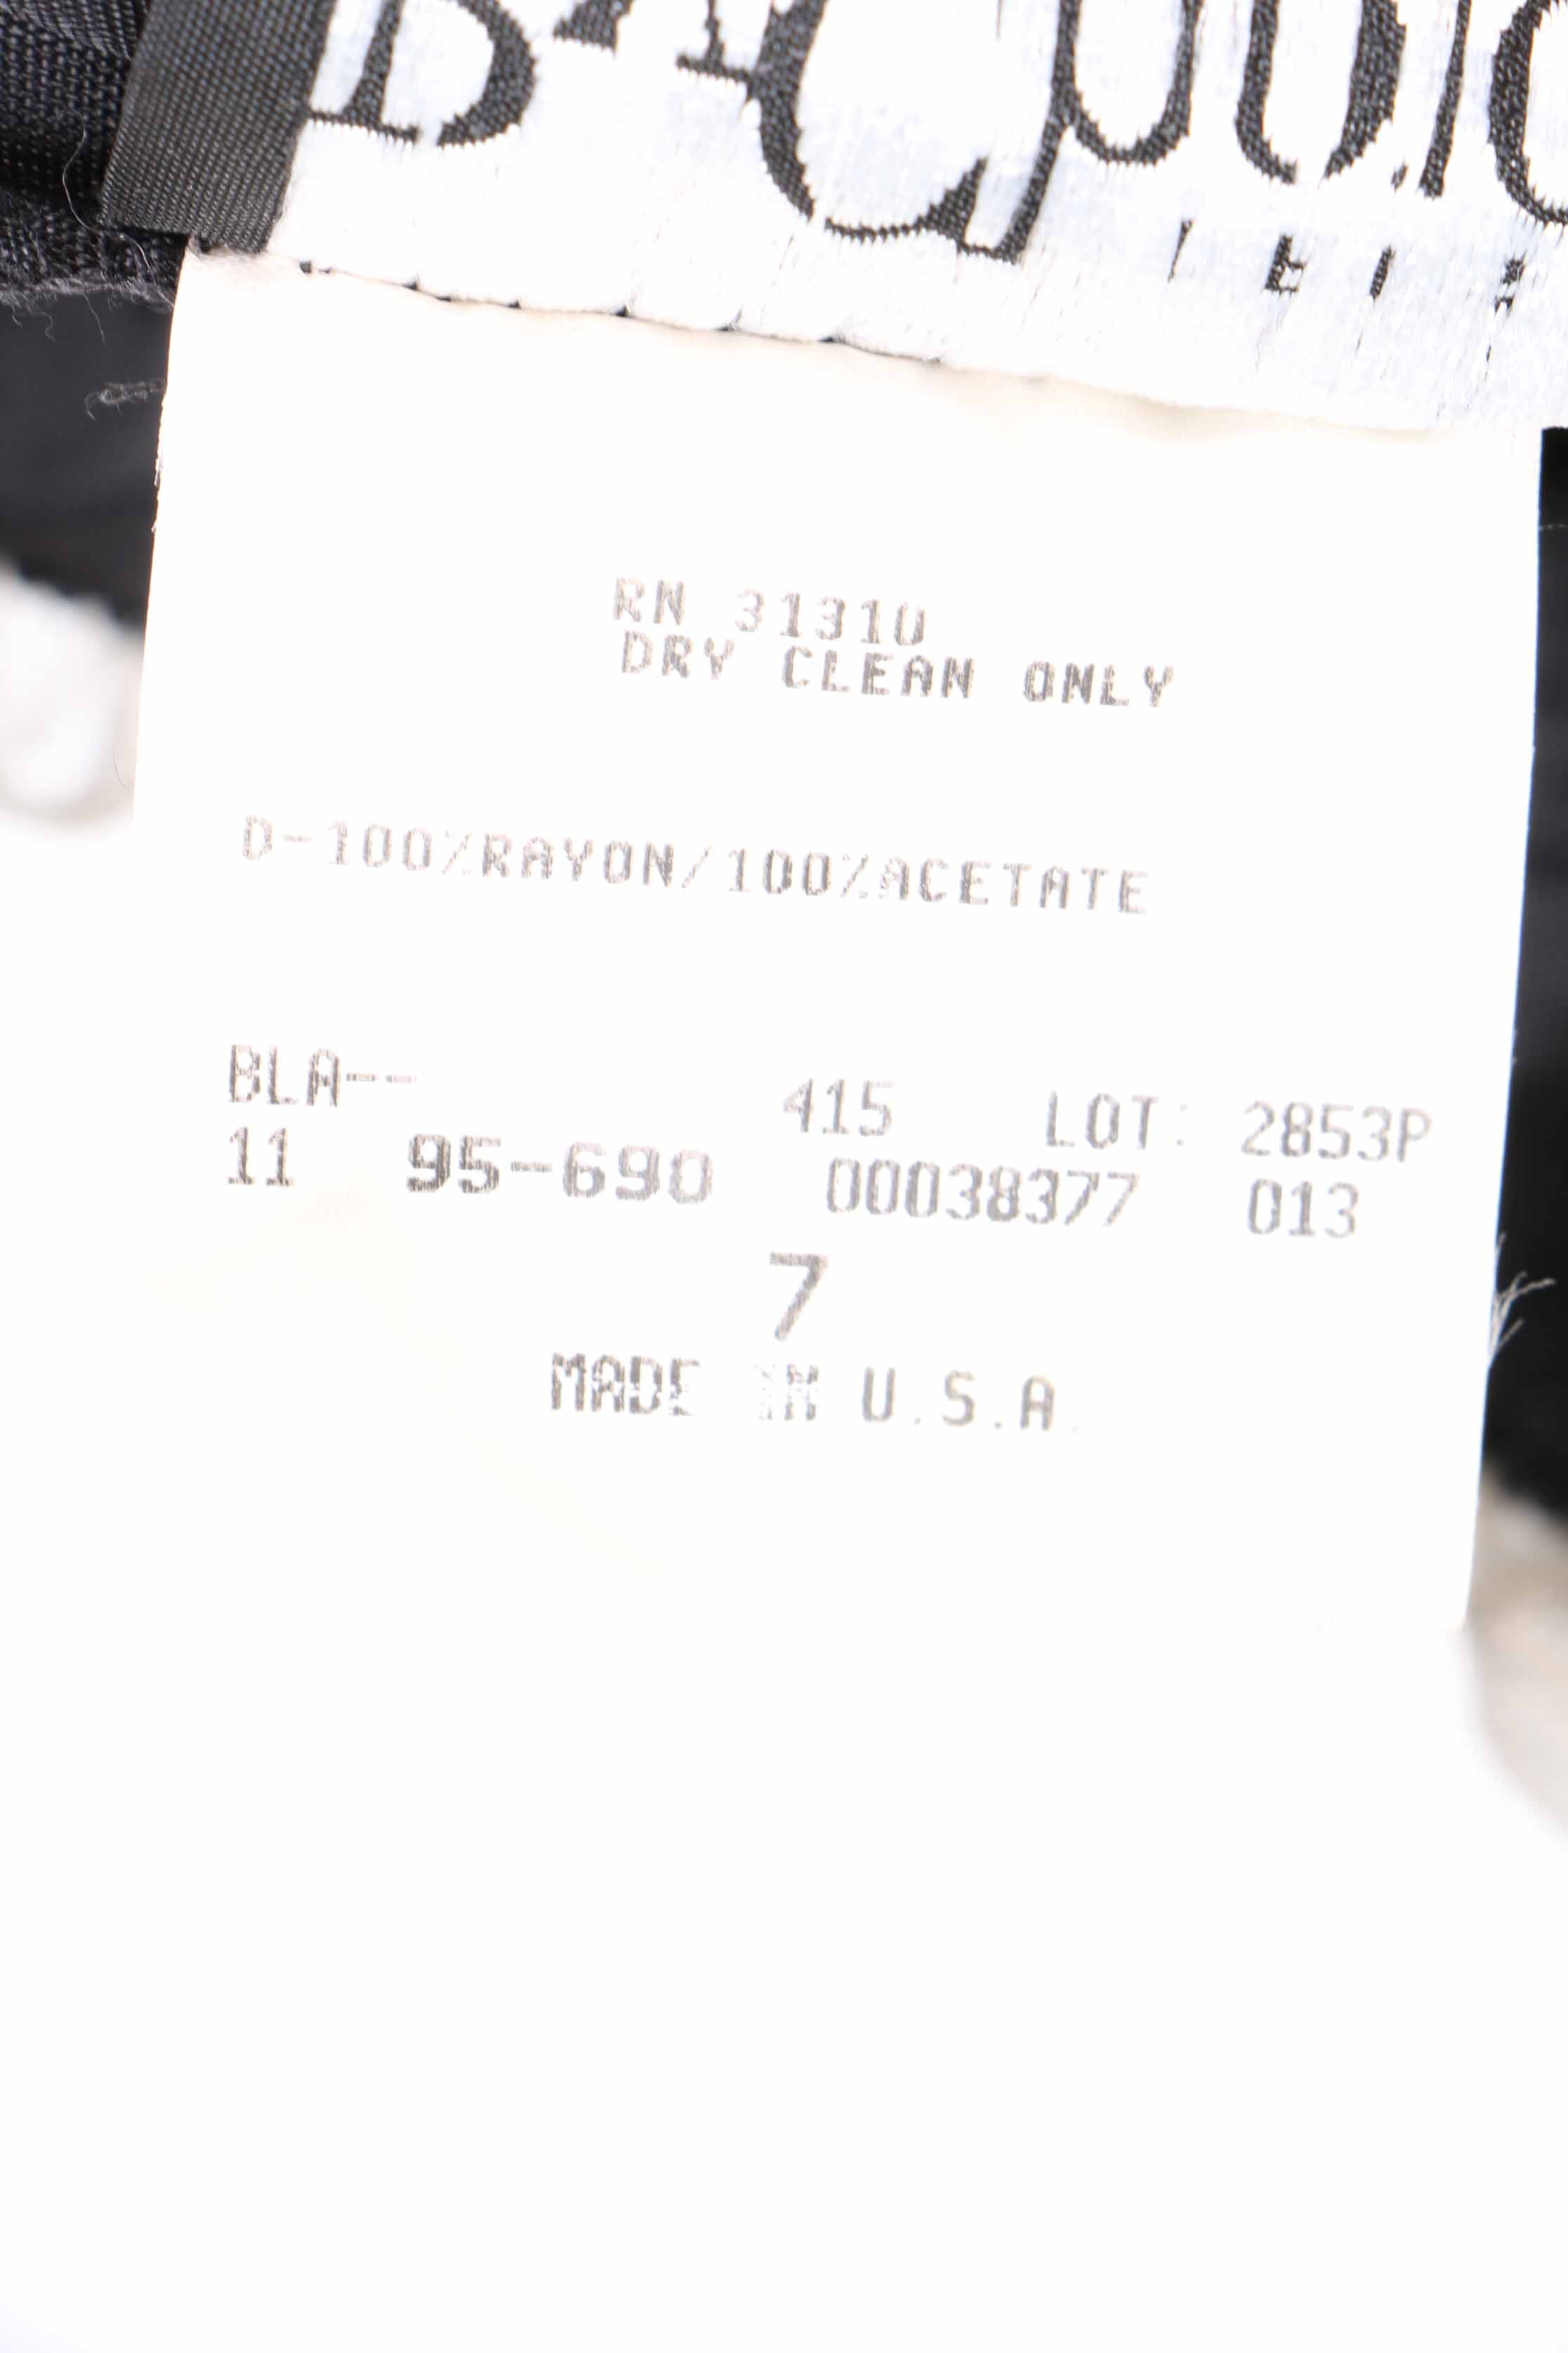 RN 31310
DRY CLEAN ONLY
D-100%RAYON/100%ACETATE
BLA-- 415 LOT: 2853P
11 95-690 00038377 013
7
MADE IN U.S.A.